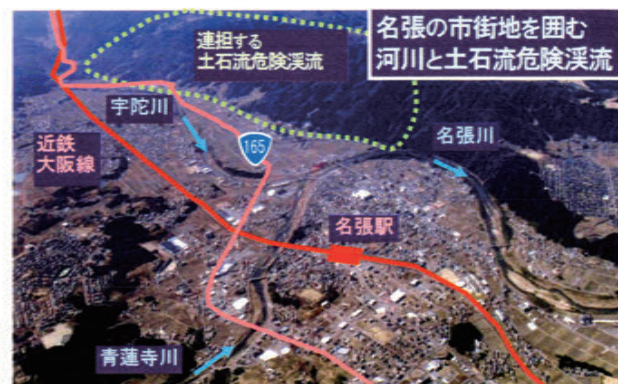 名張の市街地を囲む
河川と土石流危険渓流
連担する
土石流危険渓流
宇陀川
名張川
165
近鉄
大阪線
名張駅
青蓮寺川